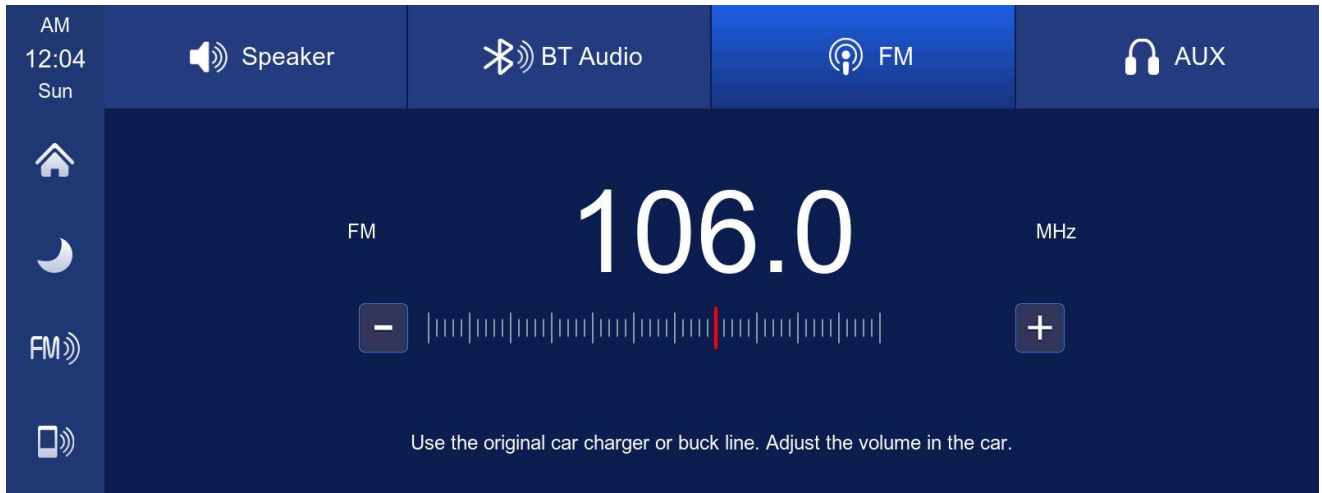 AM
12:04
Sun
Speaker
BT Audio
FM
AUX
FM
106.0
MHz
-
+
FM
Use the original car charger or buck line. Adjust the volume in the car.